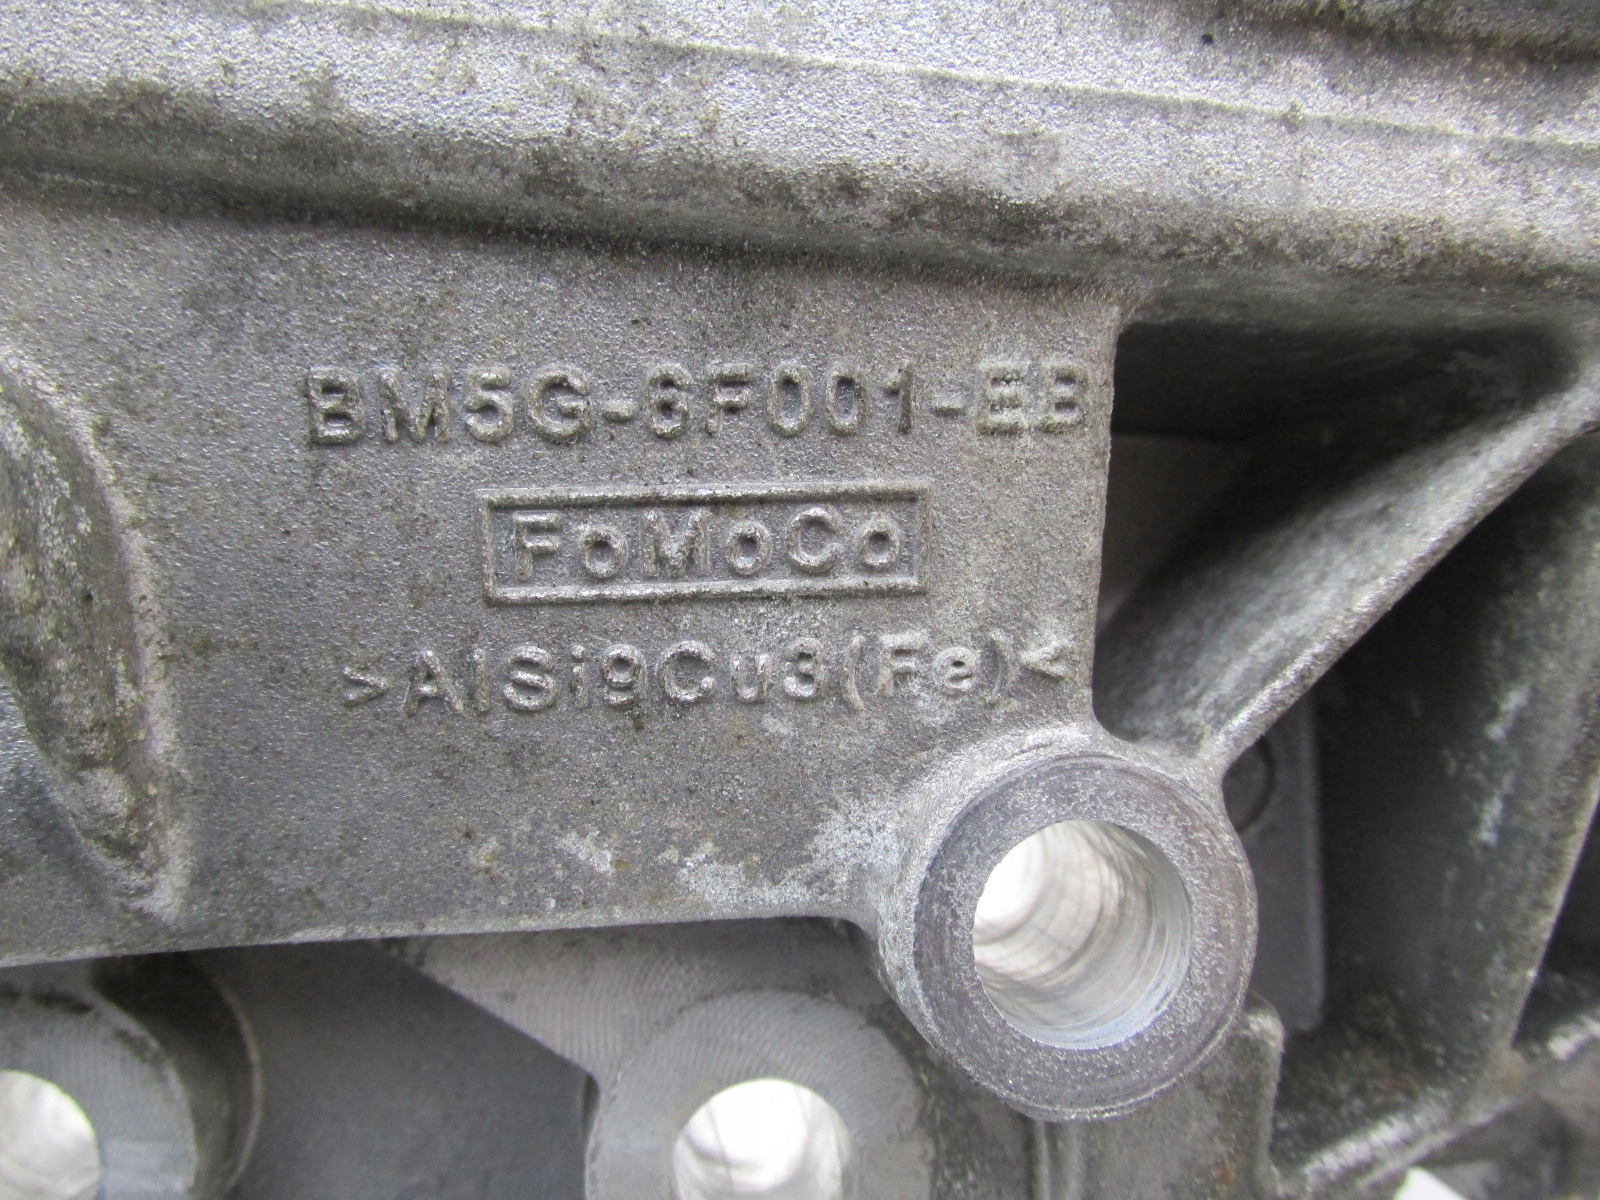 BM5G-6F001-EB
FoMoCo
>AlSi9Cu3(Fe)<